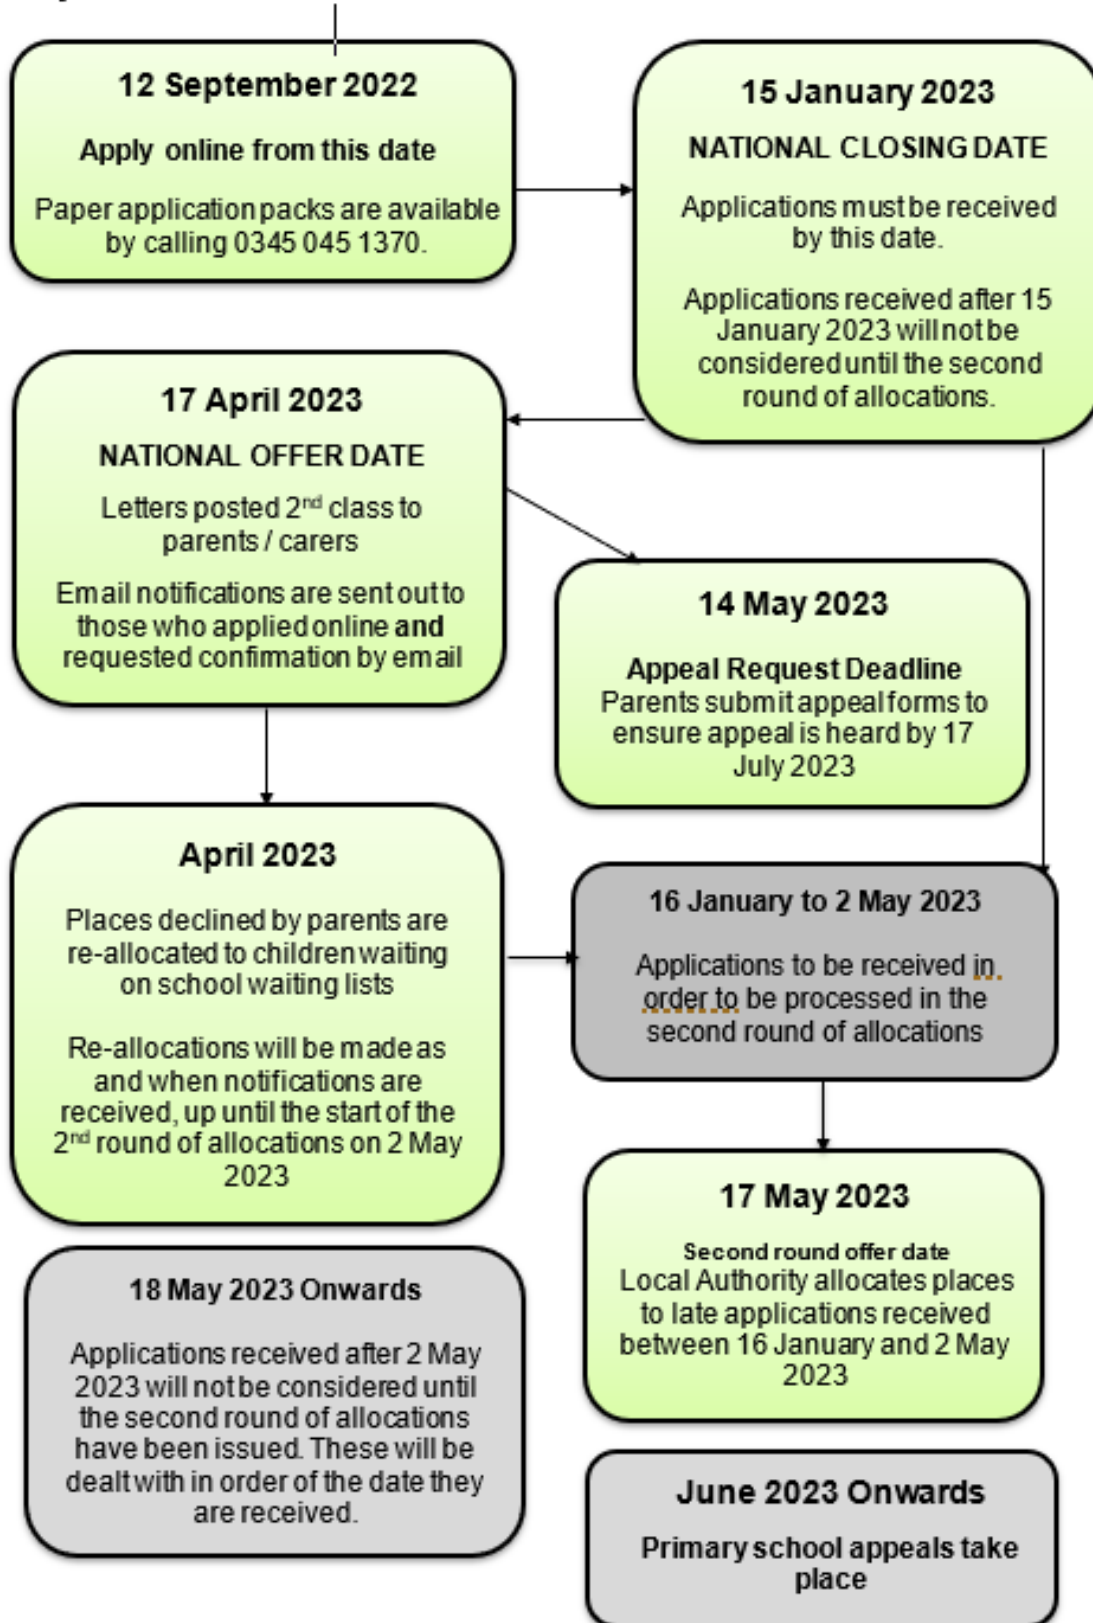 12 September 2022
Apply online from this date
Paper application packs are available
by calling 0345 045 1370.
15 January 2023
NATIONAL CLOSING DATE
Applications must be received
by this date.
Applications received after 15
January 2023 will not be
considered until the second
round of allocations.
17 April 2023
NATIONAL OFFER DATE
Letters posted 2nd class to
parents / carers
Email notifications are sent out to
those who applied online and
requested confirmation by email
14 May 2023
Appeal Request Deadline
Parents submit appeal forms to
ensure appeal is heard by 17
July 2023
April 2023
Places declined by parents are
re-allocated to children waiting
on school waiting lists
Re-allocations will be made as
and when notifications are
received, up until the start of the
2nd round of allocations on 2 May
2023
16 January to 2 May 2023
Applications to be received in
order to be processed in the
second round of allocations
17 May 2023
Second round offer date
Local Authority allocates places
to late applications received
between 16 January and 2 May
2023
18 May 2023 Onwards
Applications received after 2 May
2023 will not be considered until
the second round of allocations
have been issued. These will be
dealt with in order of the date they
are received.
June 2023 Onwards
Primary school appeals take
place